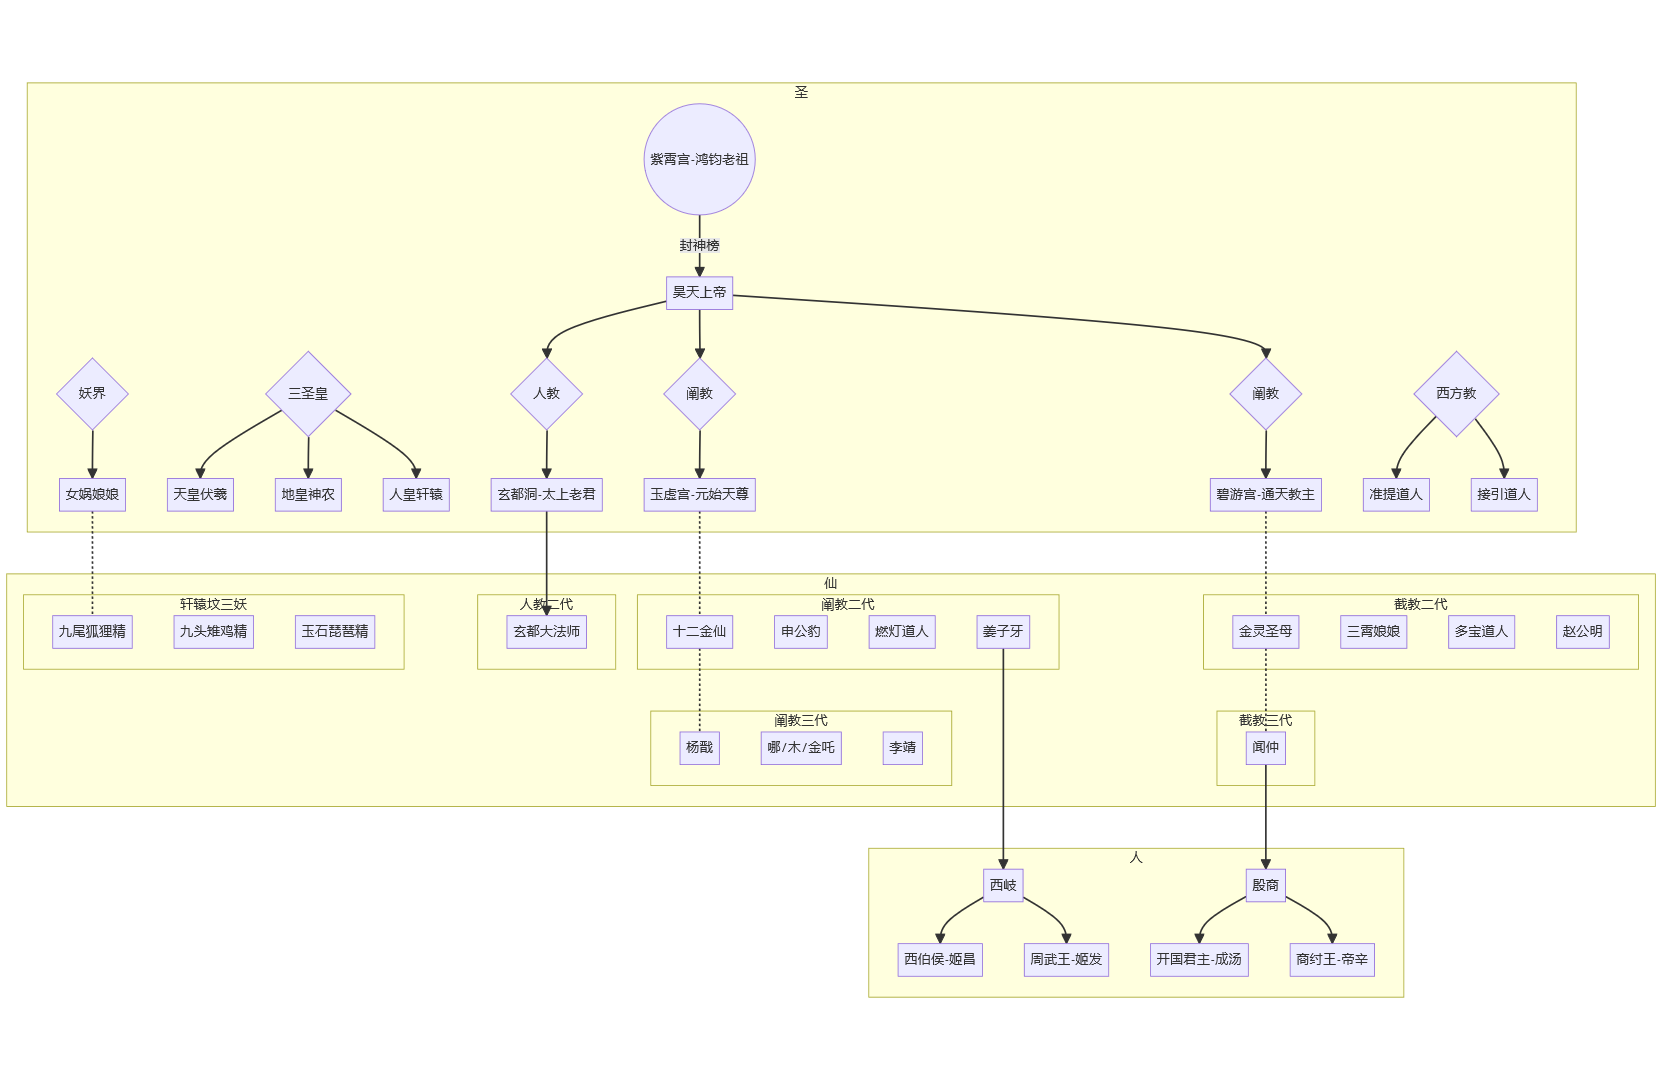 圣
紫霄宫-鸿钧老祖
封神榜
昊天上帝
妖界
三圣皇
人教
阐教
阐教
西方教
女娲娘娘
天皇伏羲
地皇神农
人皇轩辕
玄都洞-太上老君
玉虚宫-元始天尊
碧游宫-通天教主
准提道人
接引道人
仙
轩辕坟三妖
人教二代
阐教二代
截教二代
九尾狐狸精
九头雉鸡精
玉石琵琶精
玄都大法师
十二金仙
申公豹
燃灯道人
姜子牙
金灵圣母
三霄娘娘
多宝道人
赵公明
阐教三代
截教三代
杨戬
哪/木/金吒
李靖
闻仲
人
西岐
殷商
西伯侯-姬昌
周武王-姬发
开国君主-成汤
商纣王-帝辛